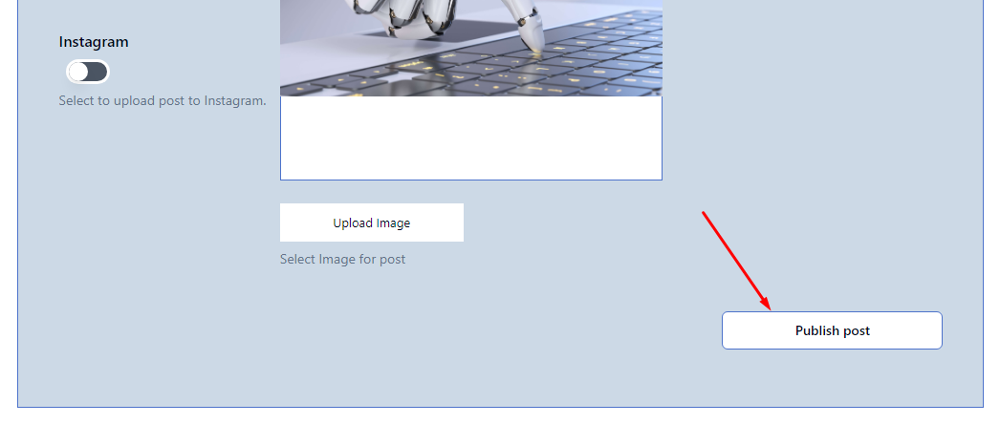 Instagram
Select to upload post to Instagram.
Upload Image
Select Image for post
Publish post